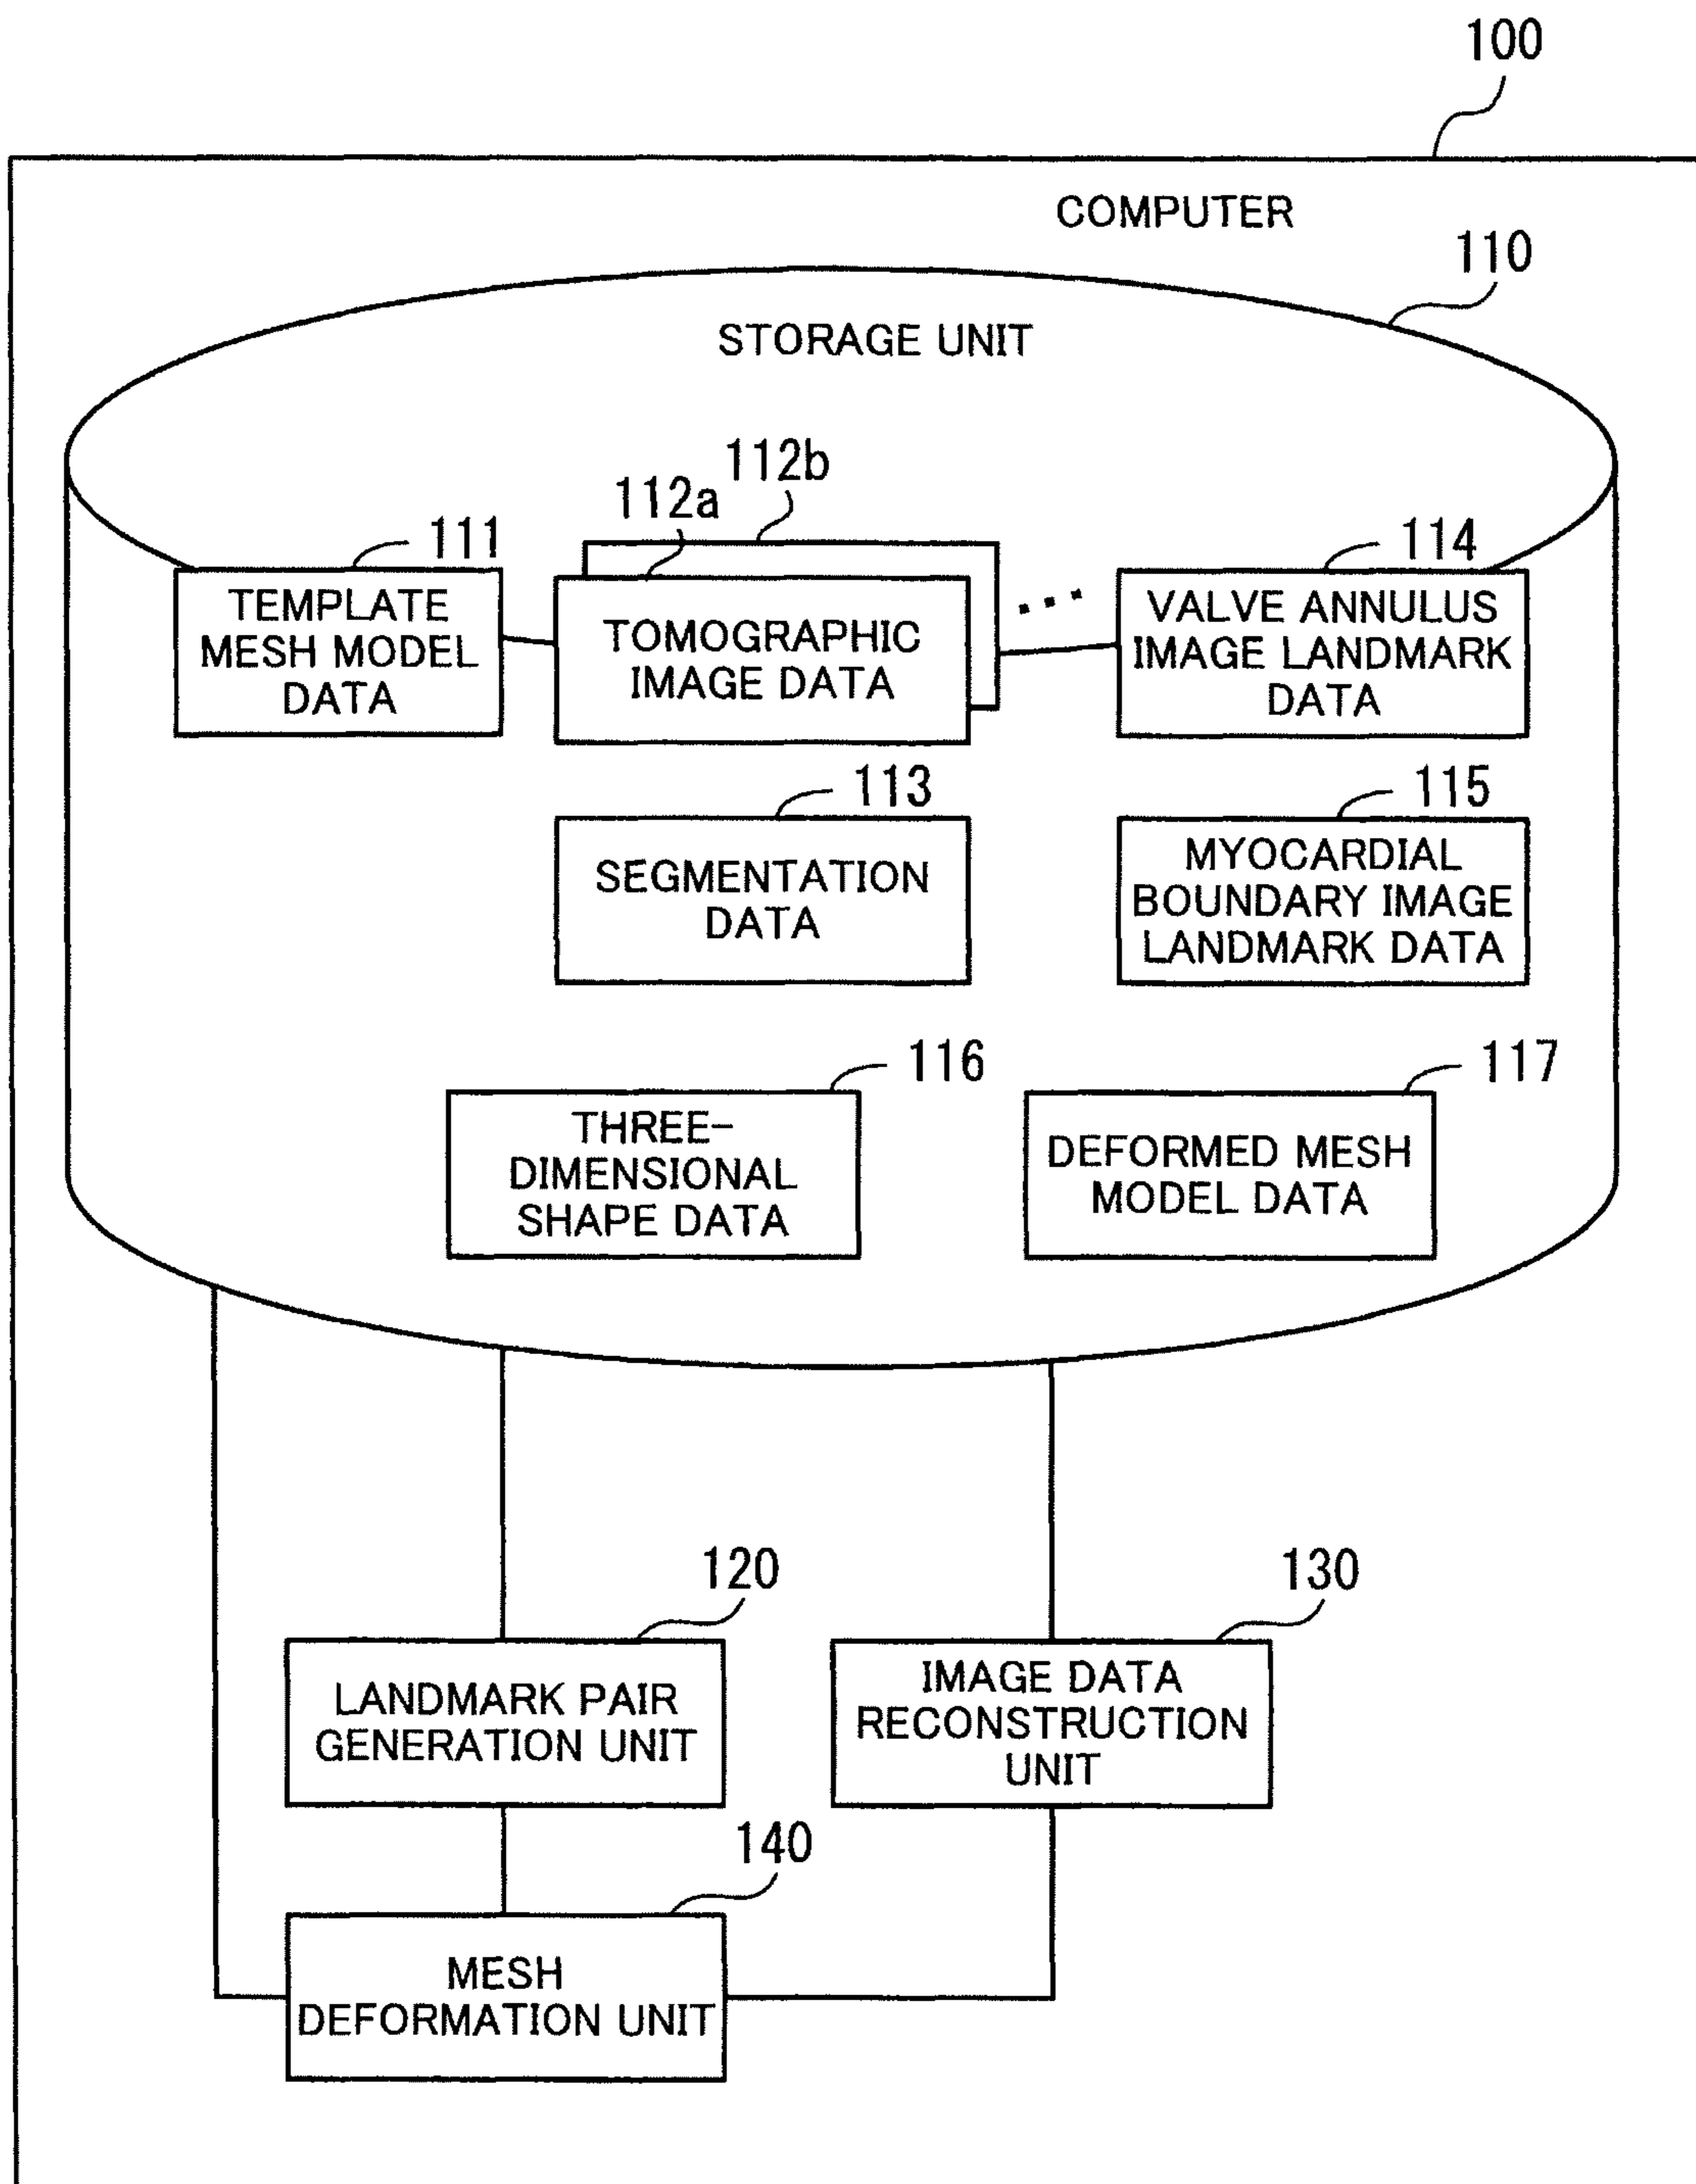 100
COMPUTER
110
STORAGE UNIT
112b
112a
111
114
TEMPLATE
MESH MODEL
DATA
TOMOGRAPHIC
IMAGE DATA
...
VALVE ANNULUS
IMAGE LANDMARK
DATA
113
115
SEGMENTATION
DATA
MYOCARDIAL
BOUNDARY IMAGE
LANDMARK DATA
116
117
THREE-
DIMENSIONAL
SHAPE DATA
DEFORMED MESH
MODEL DATA
120
130
LANDMARK PAIR
GENERATION UNIT
IMAGE DATA
RECONSTRUCTION
UNIT
140
MESH
DEFORMATION UNIT